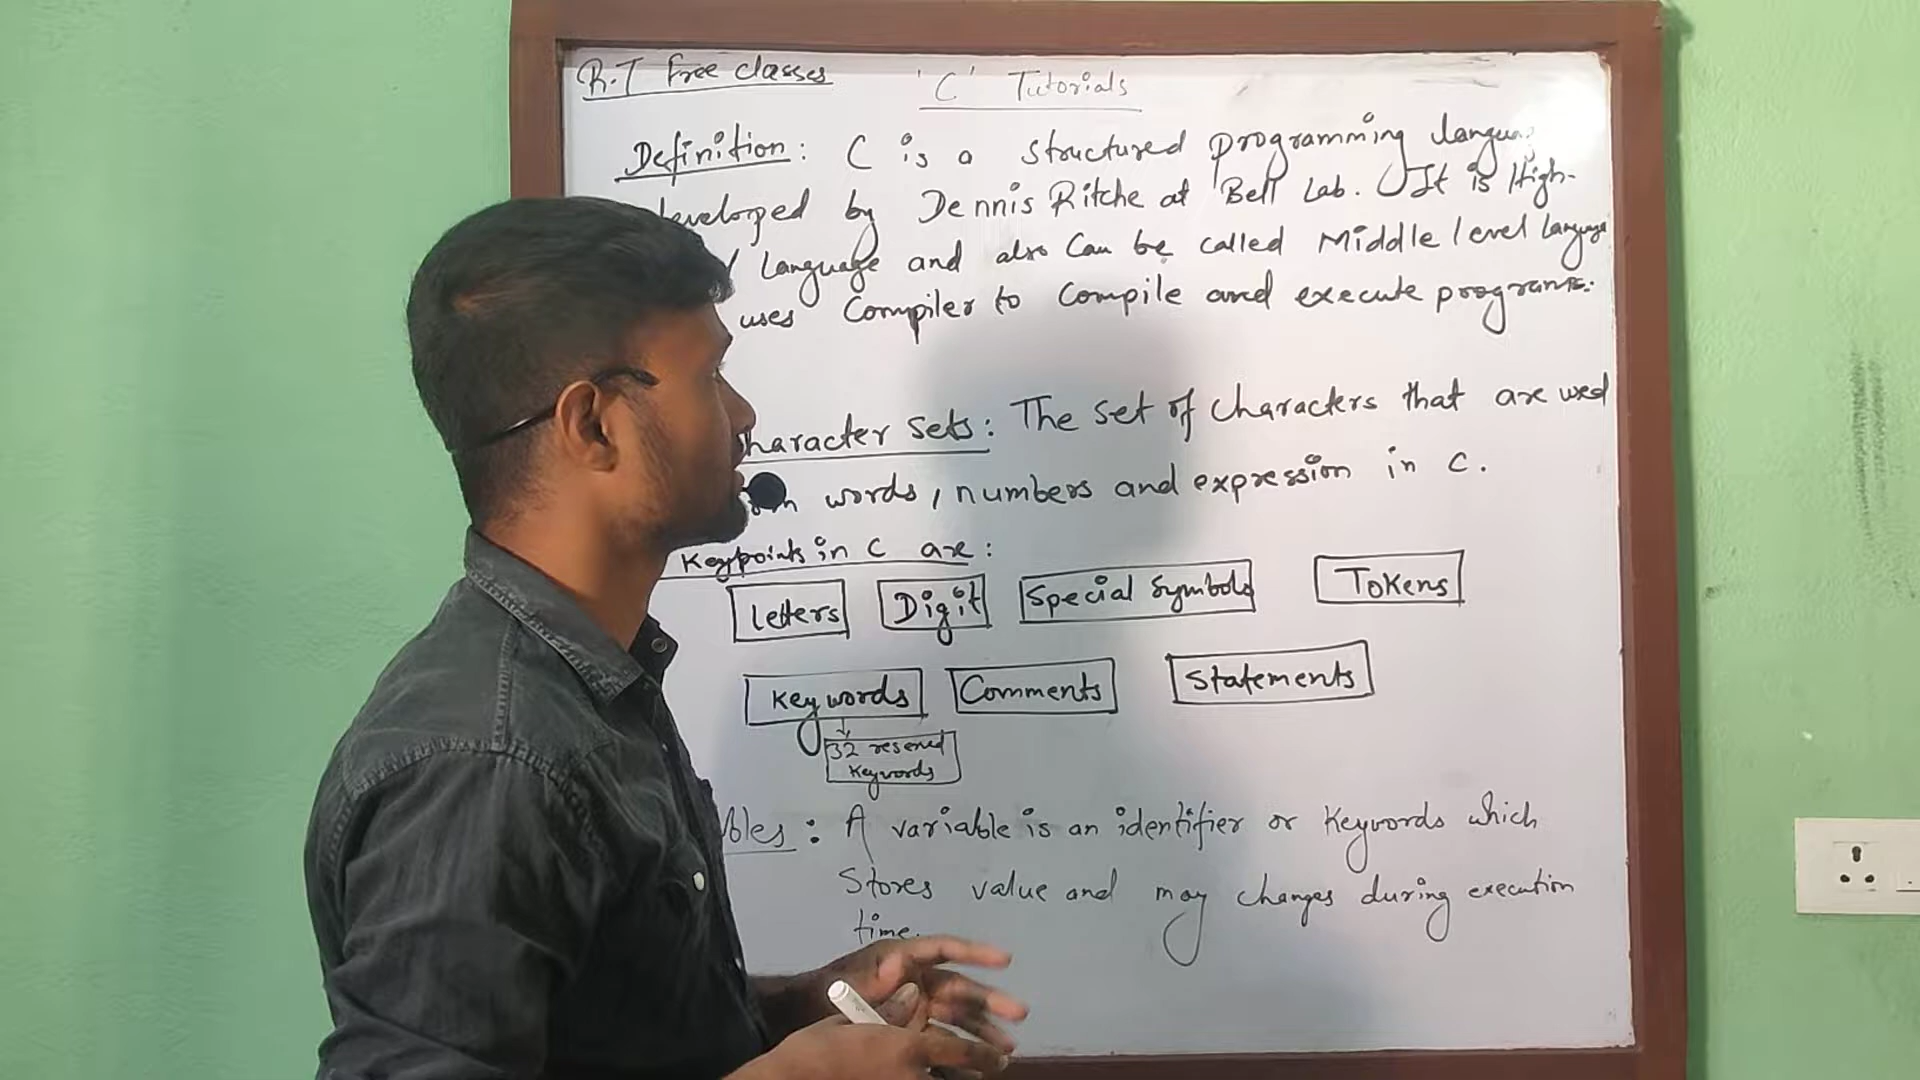 R.T Free classes
'C' Tutorials
Definition: C is a structured programming langua
developed by Dennis Ritche at Bell Lab. It is High-
language and also Can be called Middle level language
uses Compiler to Compile and execute programs.
haracter Sets: The set of characters that are used
words, numbers and expression in C.
Keypoints in C are:
Letters Digit Special Symbols Tokens
Keywords Comments Statements
32 reserved
Keywords
bles: A variable is an identifier or Keywords which
Stores value and may changes during execution
time.